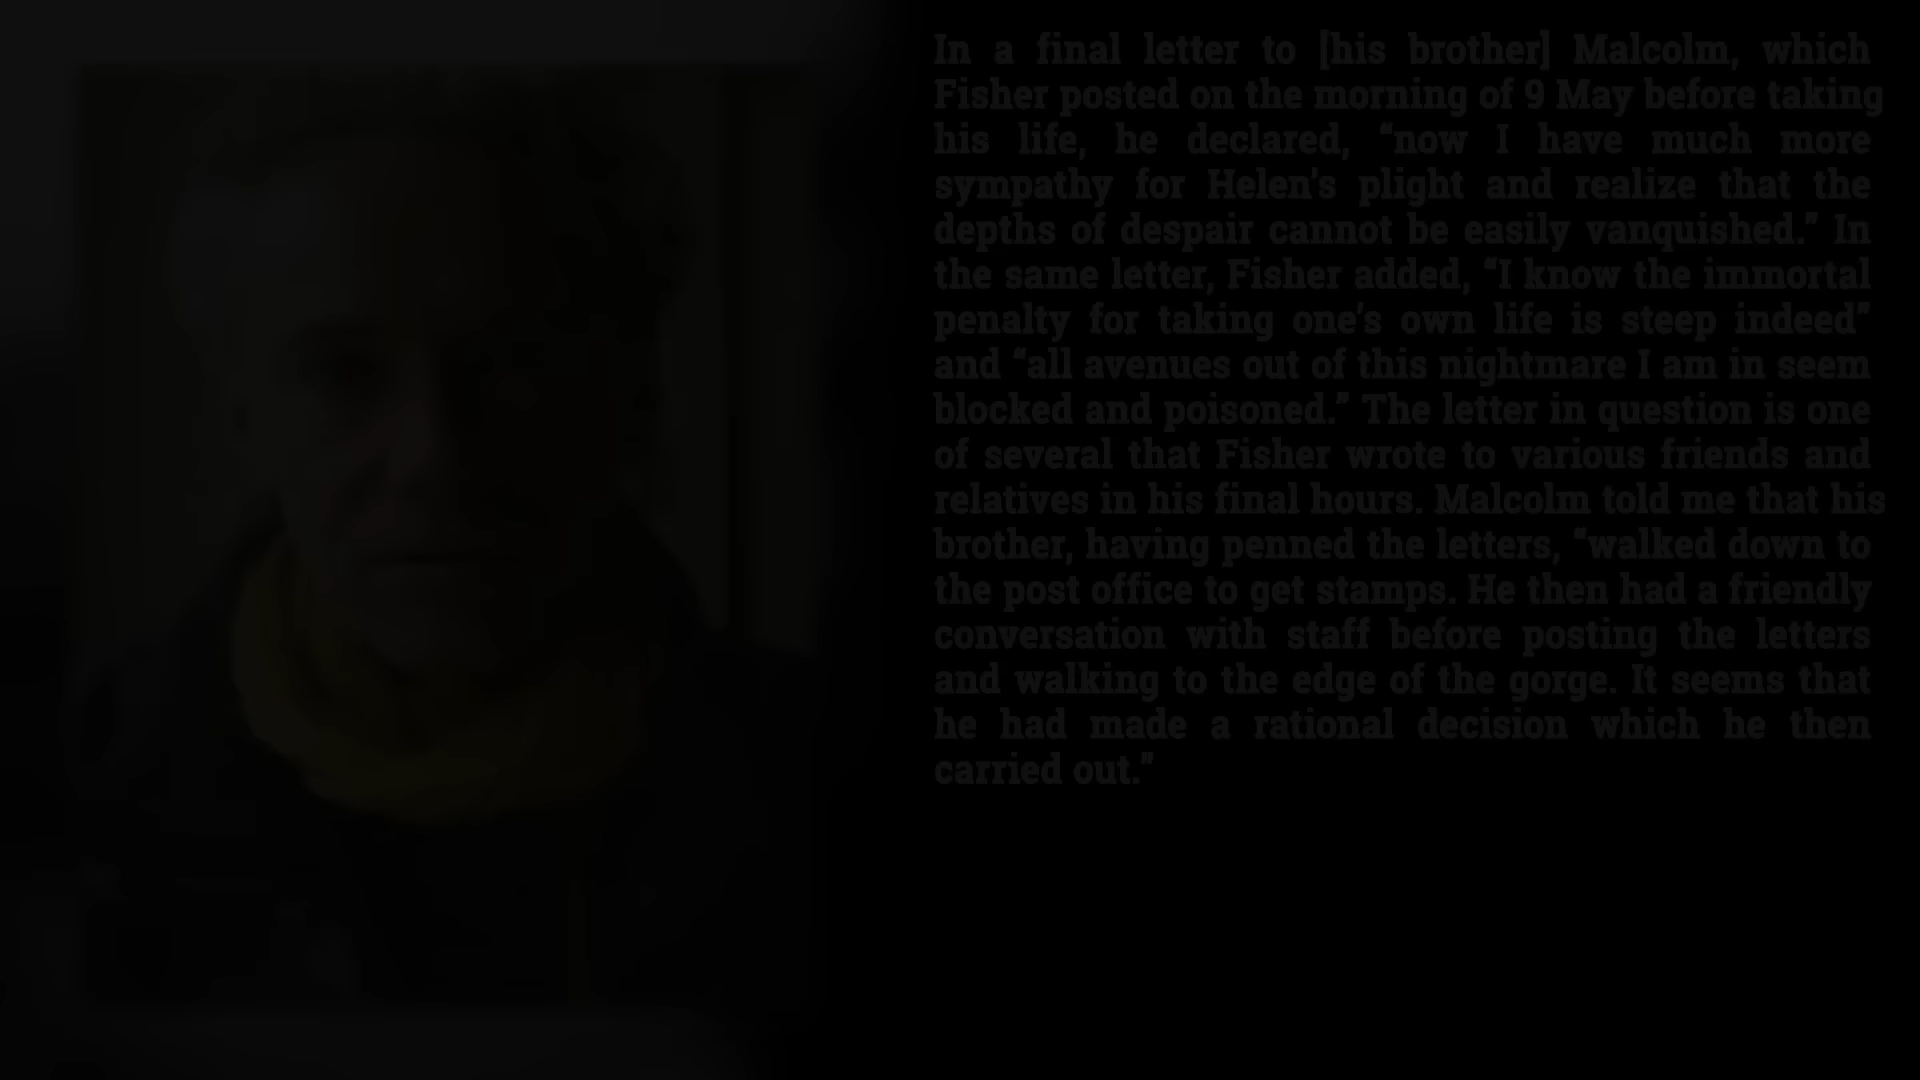 In a final letter to [his brother] Malcolm, which
Fisher posted on the morning of 9 May before taking
his life, he declared, “now I have much more
sympathy for Helen’s plight and realize that the
depths of despair cannot be easily vanquished.” In
the same letter, Fisher added, “I know the immortal
penalty for taking one’s own life is steep indeed”
and “all avenues out of this nightmare I am in seem
blocked and poisoned.” The letter in question is one
of several that Fisher wrote to various friends and
relatives in his final hours. Malcolm told me that his
brother, having penned the letters, “walked down to
the post office to get stamps. He then had a friendly
conversation with staff before posting the letters
and walking to the edge of the gorge. It seems that
he had made a rational decision which he then
carried out.”